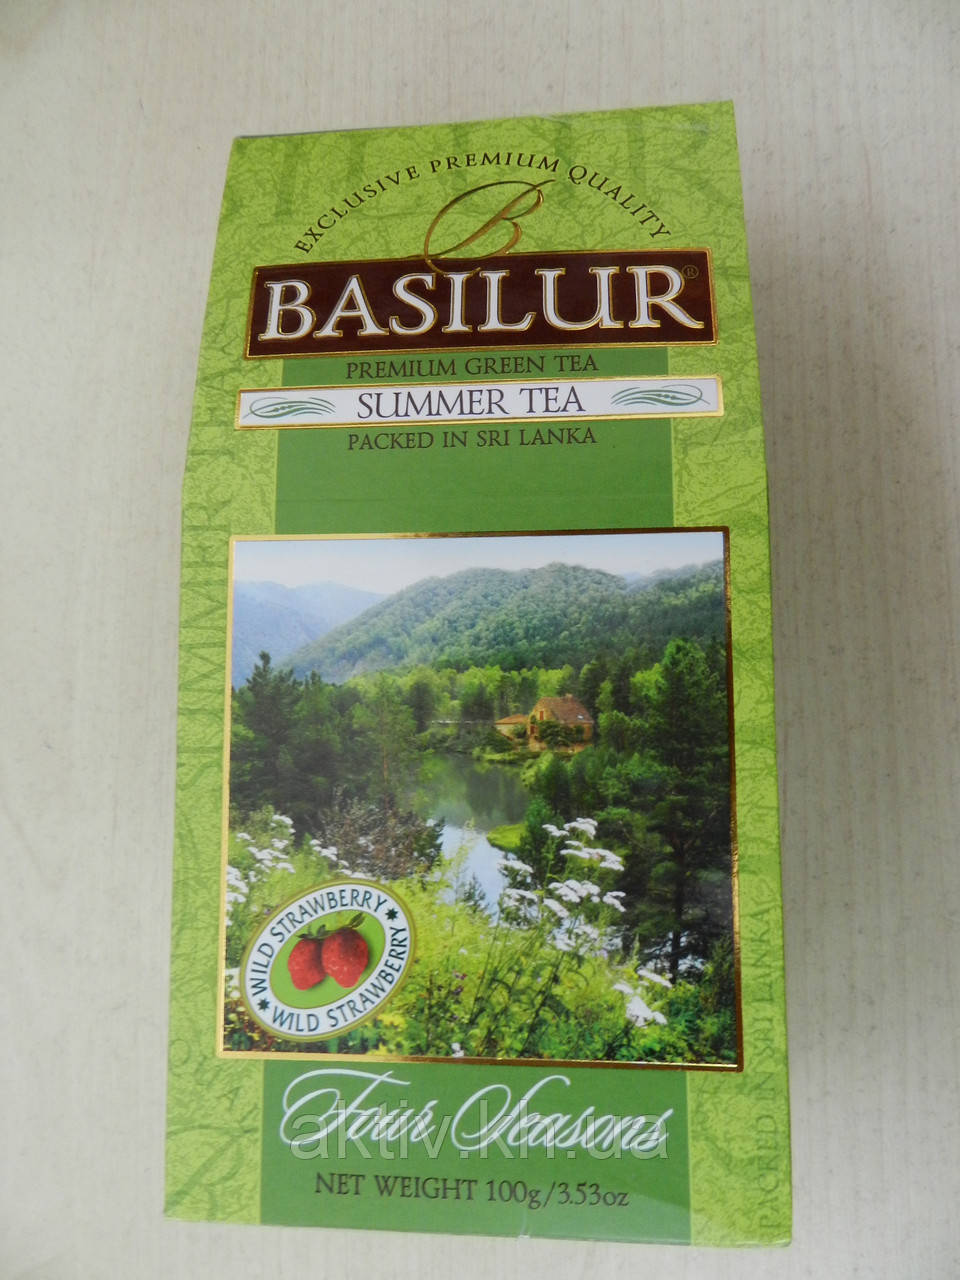 EXCLUSIVE PREMIUM QUALITY
B
BASILUR®
PREMIUM GREEN TEA
SUMMER TEA
PACKED IN SRI LANKA
WILD STRAWBERRY
WILD STRAWBERRY
Four Seasons
aktiv.kh.ua
NET WEIGHT 100g/3.53oz
PACKED IN SRI LANKA